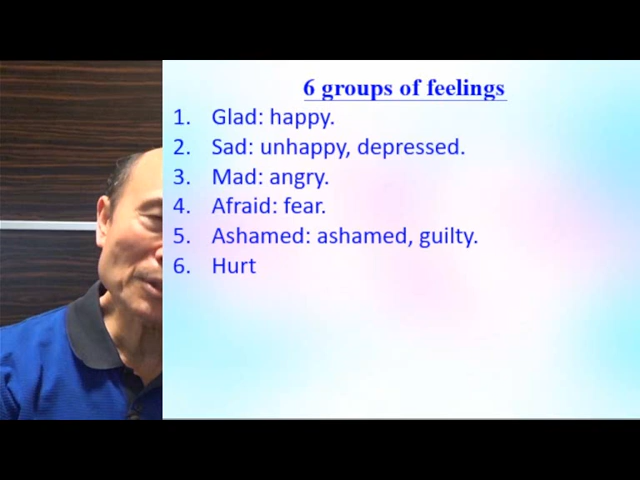 6 groups of feelings
1. Glad: happy.
2. Sad: unhappy, depressed.
3. Mad: angry.
4. Afraid: fear.
5. Ashamed: ashamed, guilty.
6. Hurt